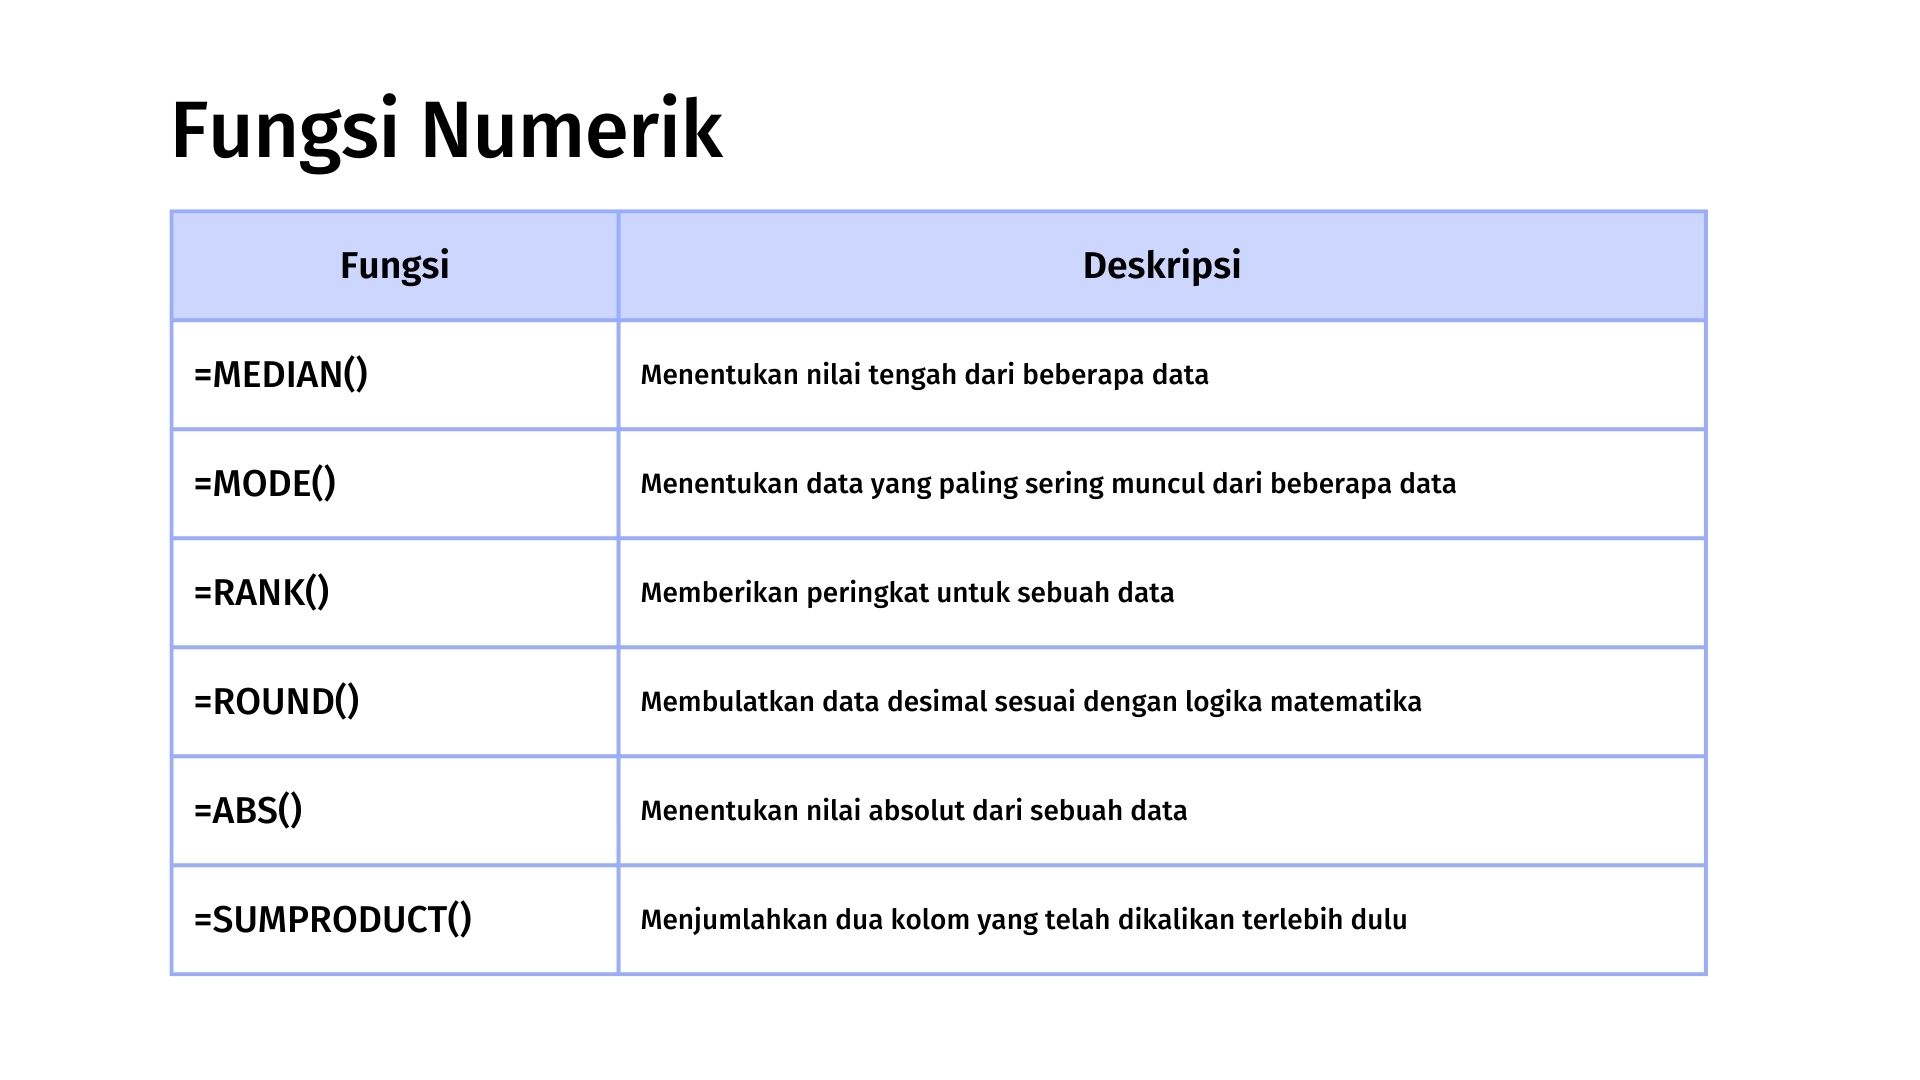 Fungsi Numerik
Fungsi
Deskripsi
=MEDIAN()
Menentukan nilai tengah dari beberapa data
=MODE()
Menentukan data yang paling sering muncul dari beberapa data
=RANK()
Memberikan peringkat untuk sebuah data
=ROUND()
Membulatkan data desimal sesuai dengan logika matematika
=ABS()
Menentukan nilai absolut dari sebuah data
=SUMPRODUCT()
Menjumlahkan dua kolom yang telah dikalikan terlebih dulu